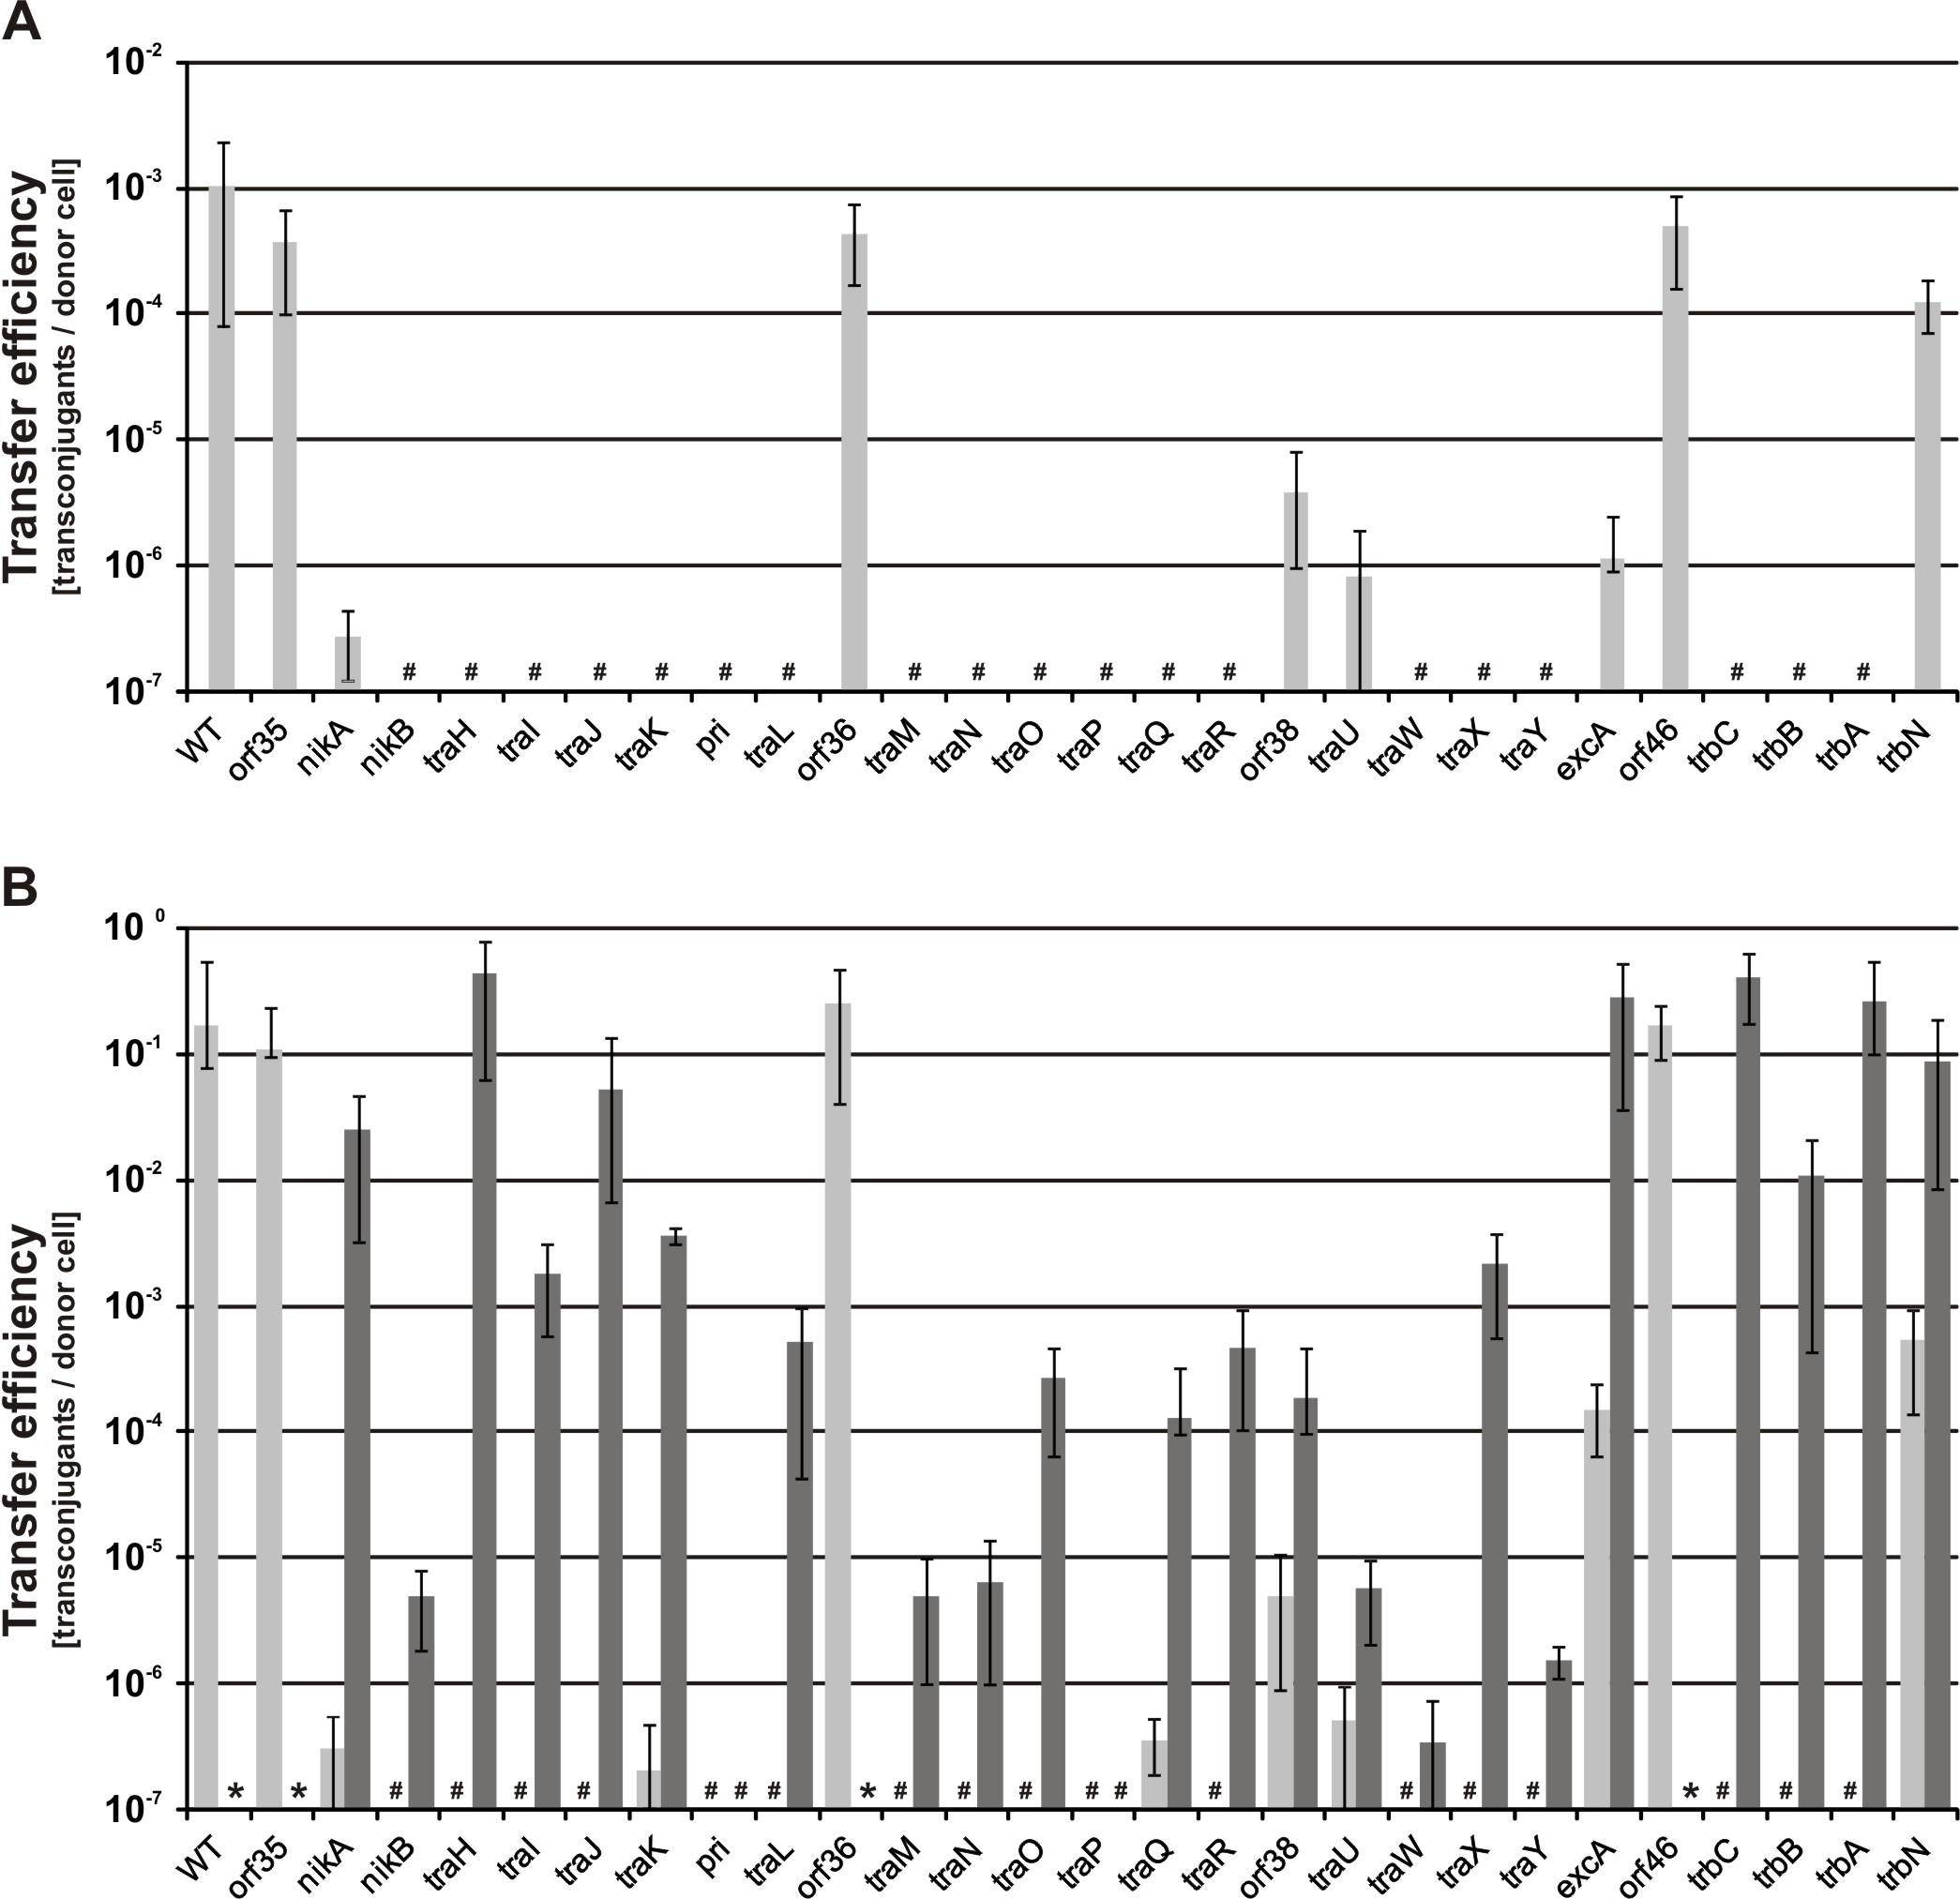 A
Transfer efficiency
[transconjugants / donor cell]
10-2
10-3
10-4
10-5
10-6
10-7
# # # # # # # # # # # # # # # # # # #
WT orf35 nikA nikB traH traI traJ traK pri traL orf36 traM traN traO traP traQ traR orf38 traU traW traX traY excA orf46 trbC trbB trbA trbN
B
Transfer efficiency
[transconjugants / donor cell]
10 0
10-1
10-2
10-3
10-4
10-5
10-6
10-7
* * # # # # # # # * # # # # # # # # # * # # #
WT orf35 nikA nikB traH traI traJ traK pri traL orf36 traM traN traO traP traQ traR orf38 traU traW traX traY excA orf46 trbC trbB trbA trbN